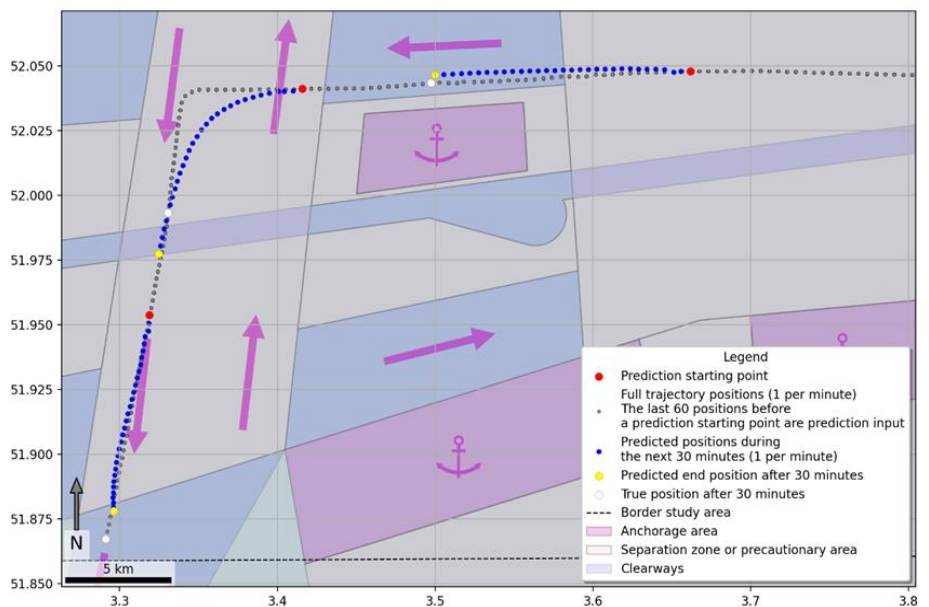 52.050
52.025
52.000
51.975
51.950
51.925
51.900
51.875
51.850
N
5 km
Legend
Prediction starting point
Full trajectory positions (1 per minute)
The last 60 positions before
a prediction starting point are prediction input
Predicted positions during
the next 30 minutes (1 per minute)
Predicted end position after 30 minutes
True position after 30 minutes
Border study area
Anchorage area
Separation zone or precautionary area
Clearways
3.3
3.4
3.5
3.6
3.7
3.8